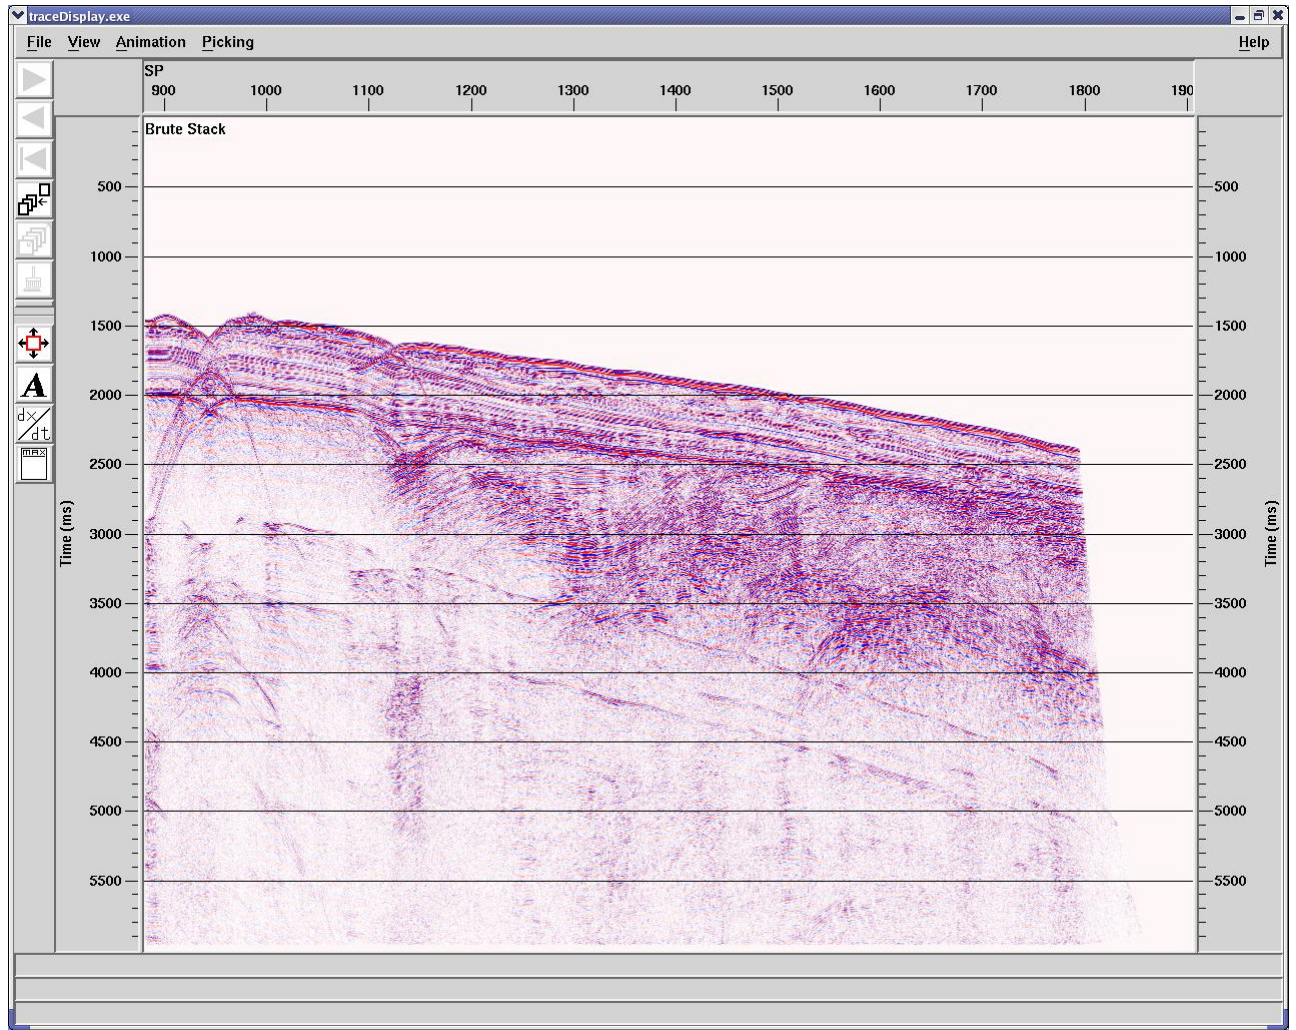 traceDisplay.exe
File View Animation Picking Help
SP
900 1000 1100 1200 1300 1400 1500 1600 1700 1800 190
Brute Stack
500 500
1000 1000
1500 1500
2000 2000
2500 2500
3000 3000
3500 3500
4000 4000
4500 4500
5000 5000
5500 5500
Time (ms)
Time (ms)
A
dx/dt
MAX